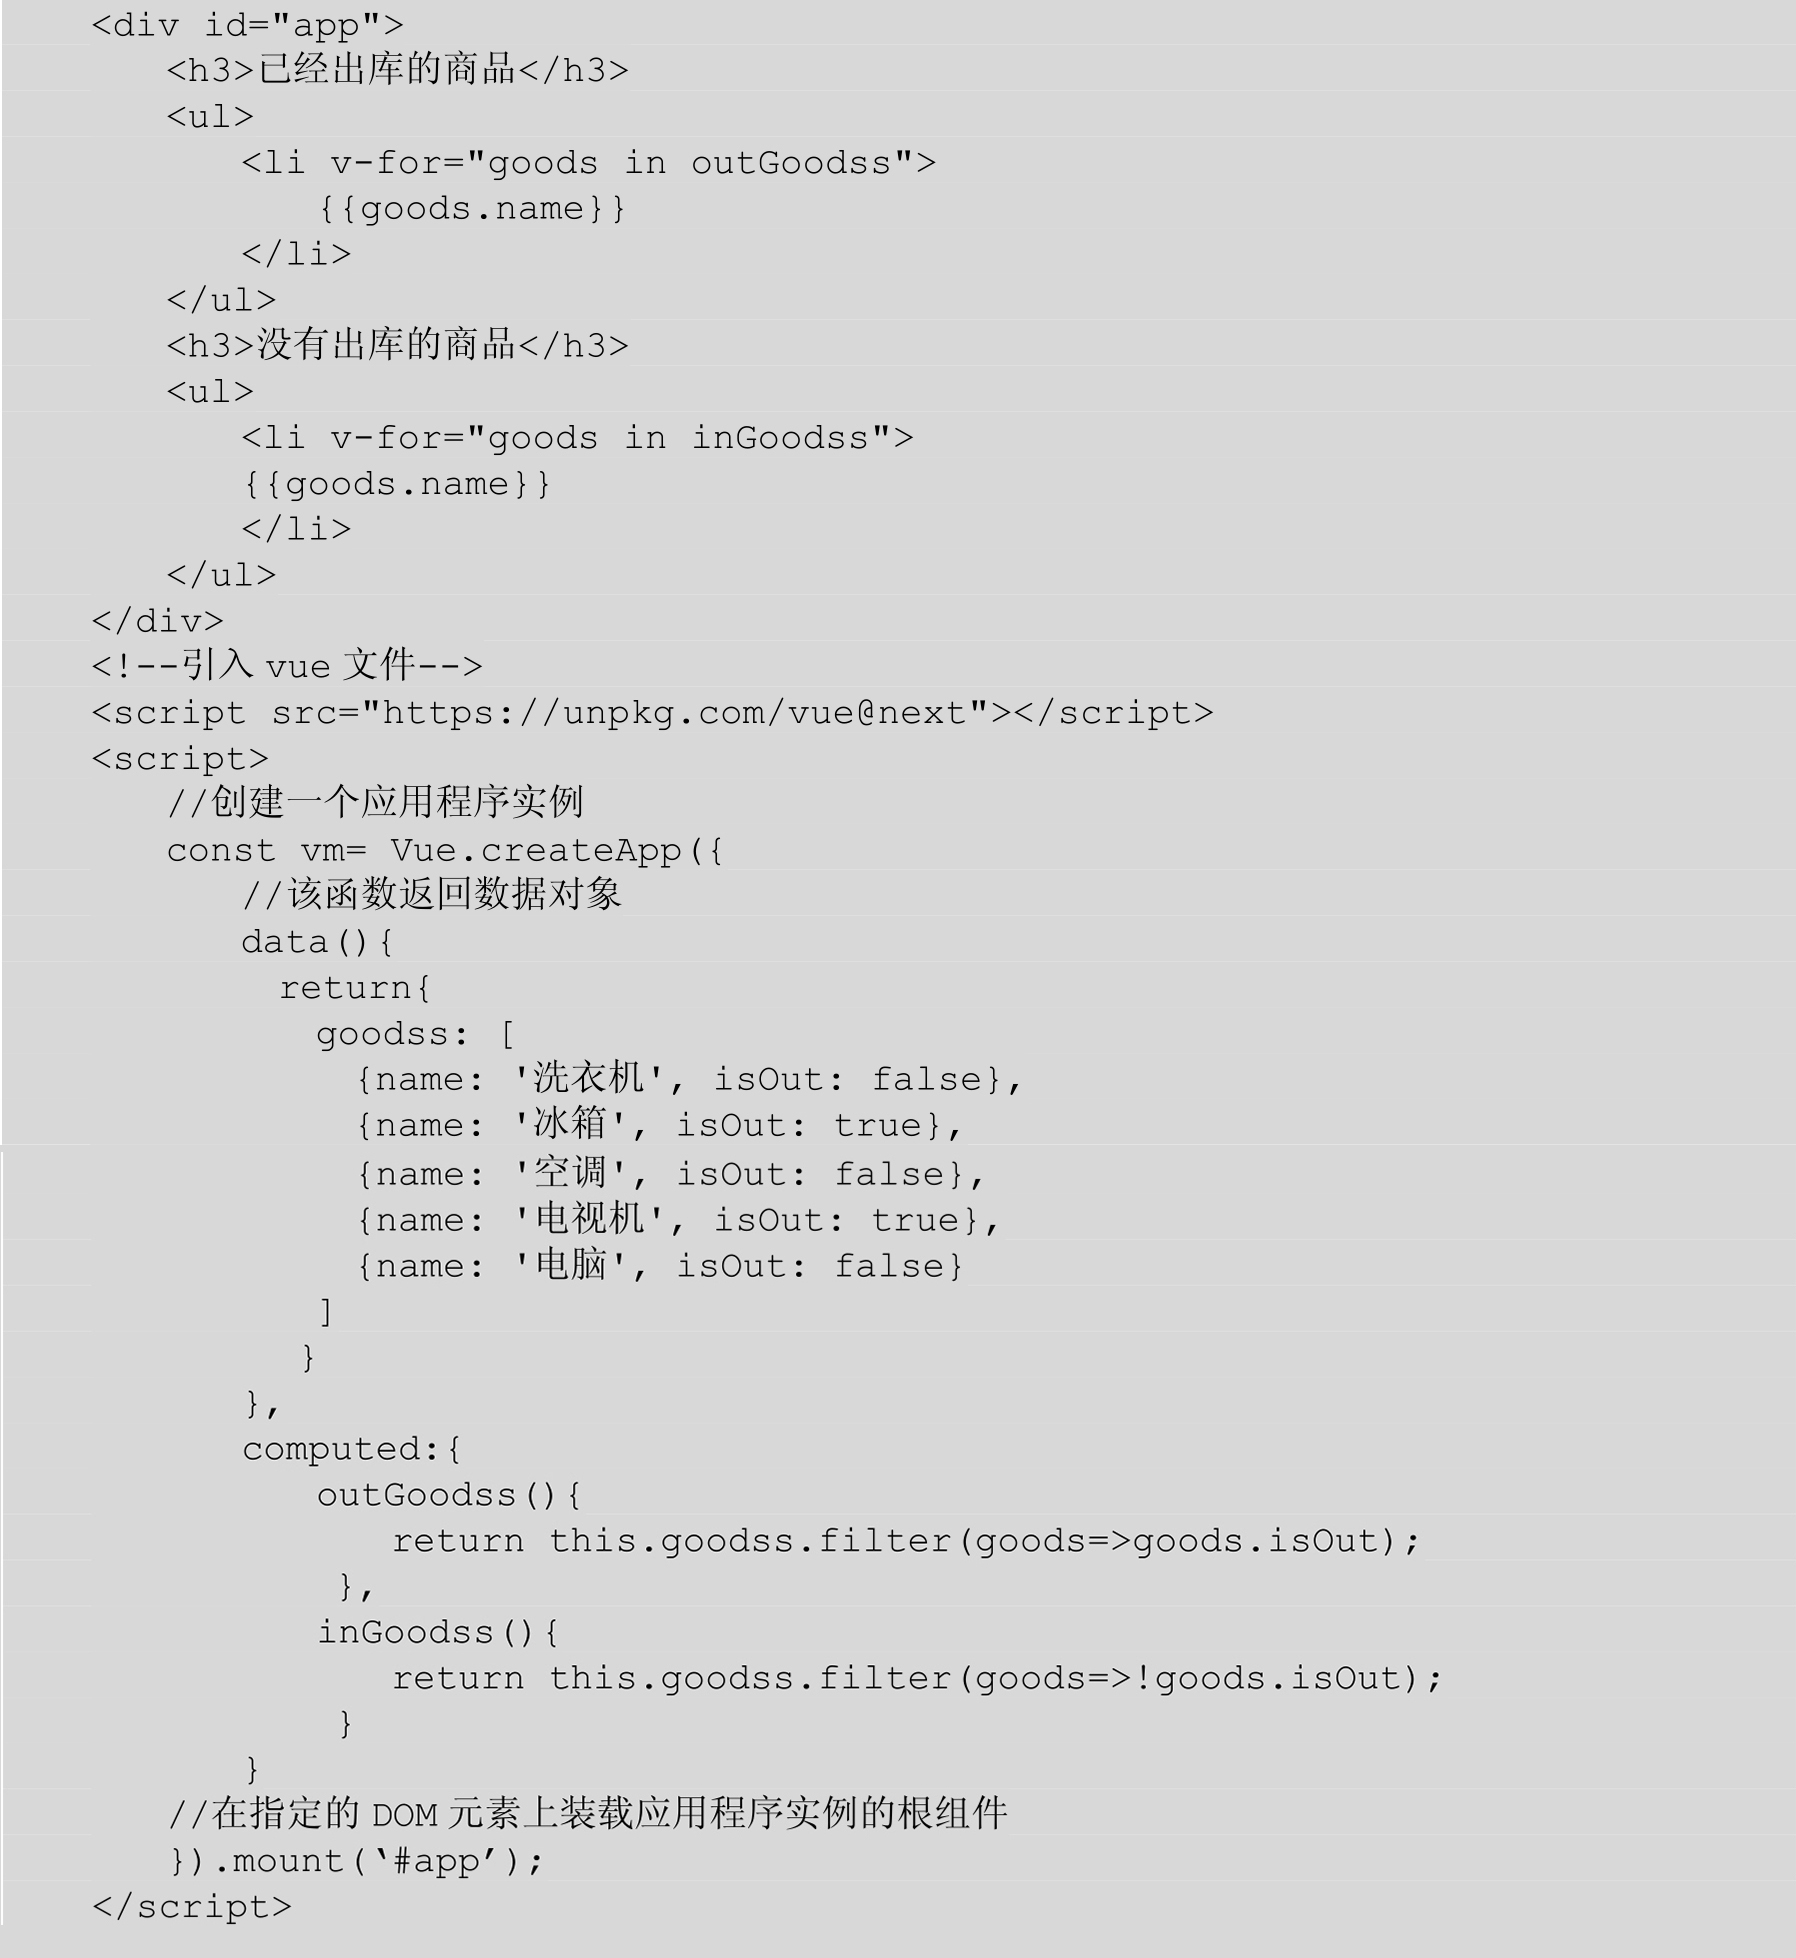 <div id="app">
<h3>已经出库的商品</h3>
<ul>
<li v-for="goods in outGoodss">
{{goods.name}}
</li>
</ul>
<h3>没有出库的商品</h3>
<ul>
<li v-for="goods in inGoodss">
{{goods.name}}
</li>
</ul>
</div>
<!--引入 vue 文件-->
<script src="https://unpkg.com/vue@next"></script>
<script>
//创建一个应用程序实例
const vm= Vue.createApp({
//该函数返回数据对象
data(){
return{
goodss: [
{name: '洗衣机', isOut: false},
{name: '冰箱', isOut: true},
{name: '空调', isOut: false},
{name: '电视机', isOut: true},
{name: '电脑', isOut: false}
]
}
},
computed:{
outGoodss(){
return this.goodss.filter(goods=>goods.isOut);
},
inGoodss(){
return this.goodss.filter(goods=>!goods.isOut);
}
}
//在指定的 DOM 元素上装载应用程序实例的根组件
}).mount(‘#app’);
</script>